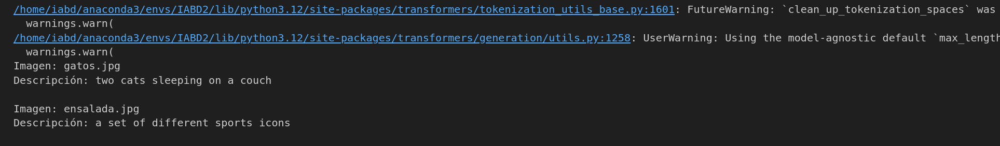 /home/iabd/anaconda3/envs/IABD2/lib/python3.12/site-packages/transformers/tokenization_utils_base.py:1601: FutureWarning: `clean_up_tokenization_spaces` was
warnings.warn(
/home/iabd/anaconda3/envs/IABD2/lib/python3.12/site-packages/transformers/generation/utils.py:1258: UserWarning: Using the model-agnostic default `max_length
warnings.warn(
Imagen: gatos.jpg
Descripción: two cats sleeping on a couch
Imagen: ensalada.jpg
Descripción: a set of different sports icons